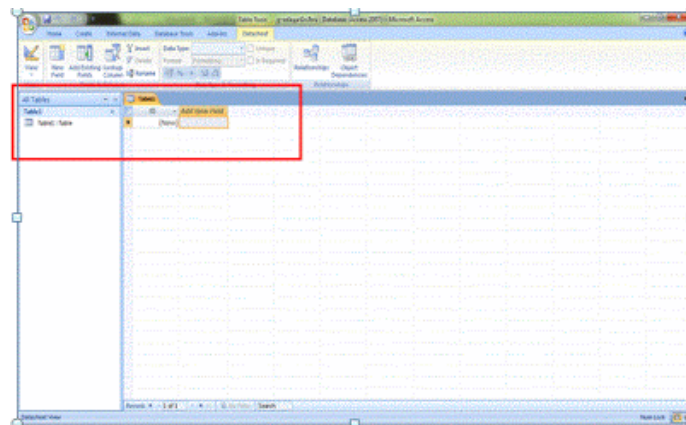 Table Tools (Database Access 2007) - Microsoft Access
Home Create External Data Database Tools Add-Ins Datasheet
View New Field Add Existing Fields Lookup Column Insert Delete Rename
Data Type: Format: Formatting Unique Is Required
Relationships Object Dependencies
Relationships
All Tables
Table1
Table1 : Table
Table1
ID Add New Field
(New)
Record: 1 of 1 No Filter Search
Datasheet View
Num Lock